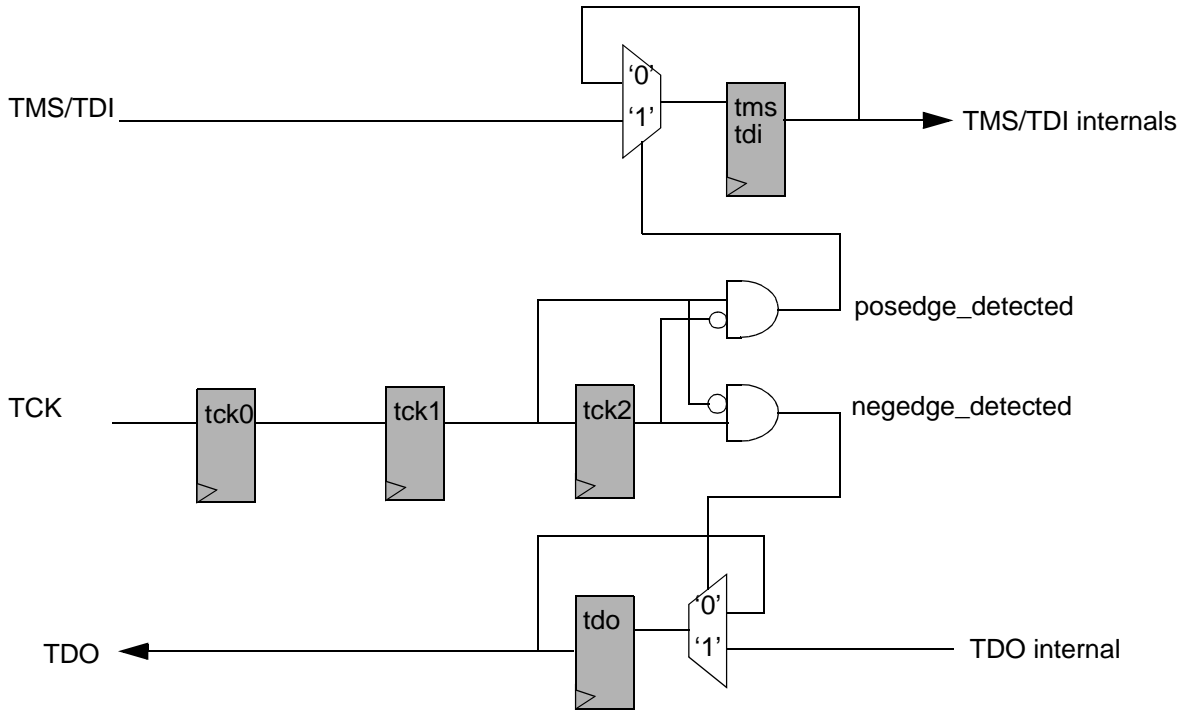 ‘0’
TMS/TDI
‘1’
tms
tdi
TMS/TDI internals
posedge_detected
TCK
tck0
tck1
tck2
negedge_detected
TDO
tdo
‘0’
‘1’
TDO internal